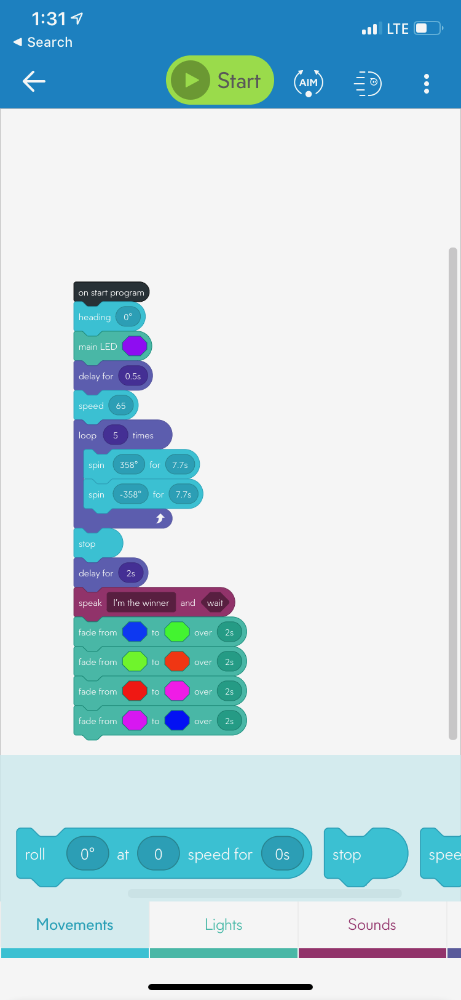 1:31
LTE
Search
Start
AIM
on start program
heading 0°
main LED
delay for 0.5s
speed 65
loop 5 times
spin 358° for 7.7s
spin -358° for 7.7s
stop
delay for 2s
speak I'm the winner and wait
fade from to over 2s
fade from to over 2s
fade from to over 2s
fade from to over 2s
roll 0° at 0 speed for 0s
stop
spee
Movements
Lights
Sounds